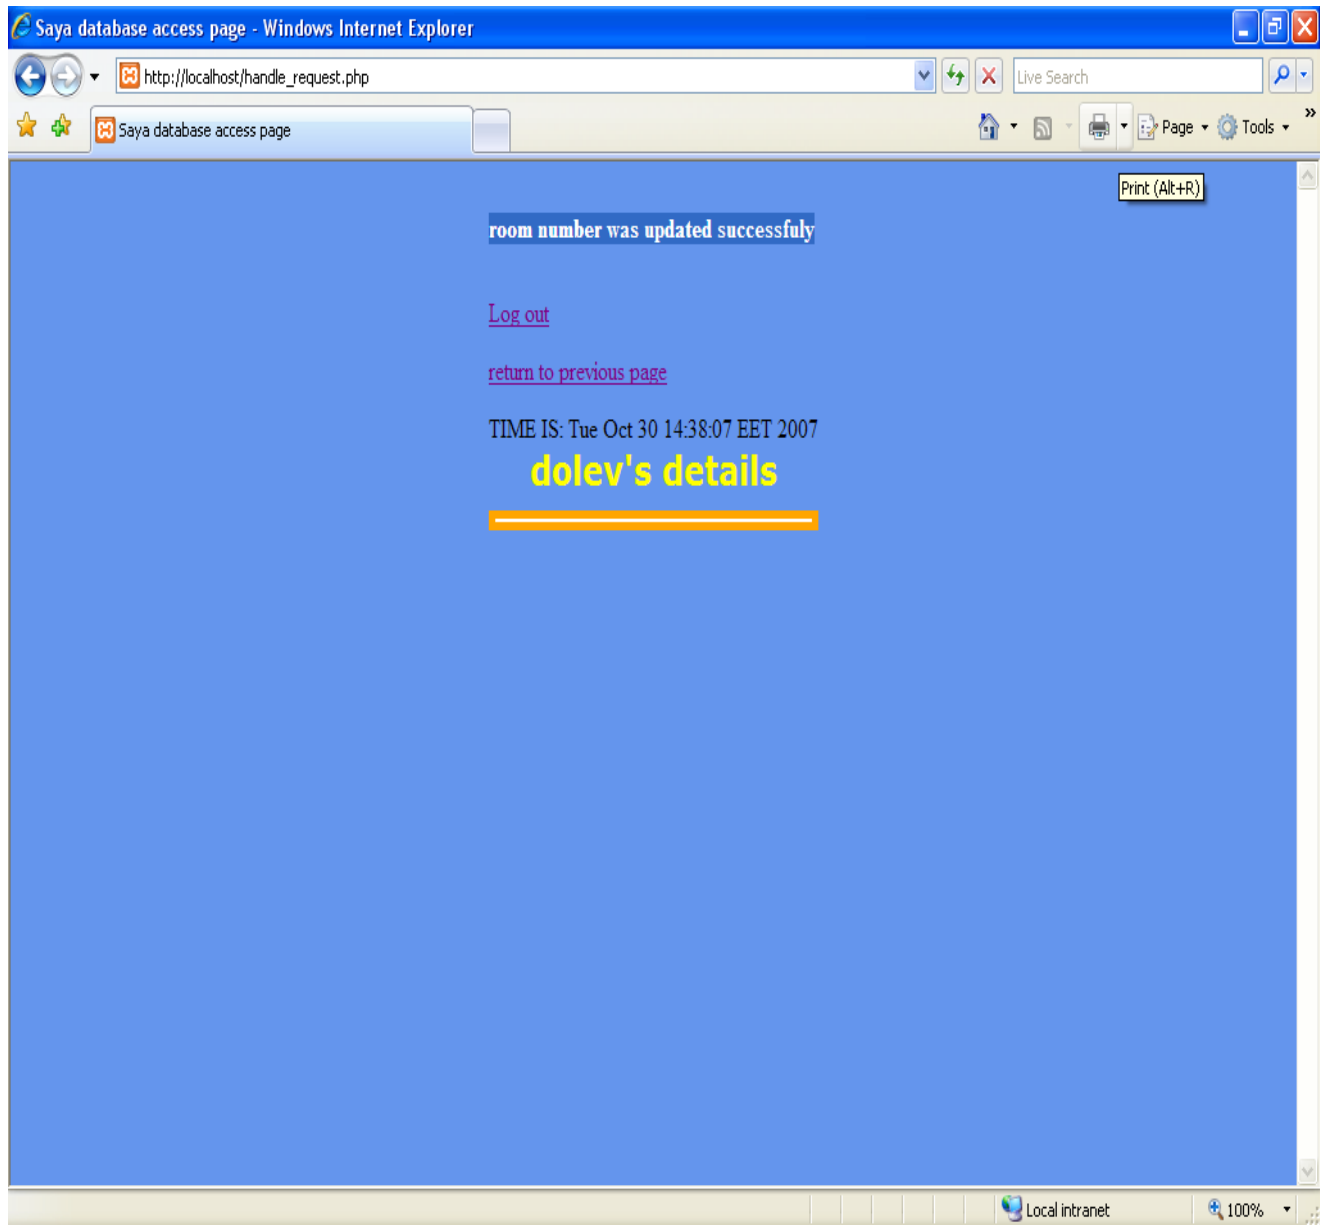 Saya database access page - Windows Internet Explorer
http://localhost/handle_request.php
Live Search
Saya database access page
Page
Tools
Print (Alt+R)
room number was updated successfuly
Log out
return to previous page
TIME IS: Tue Oct 30 14:38:07 EET 2007
dolev's details
Local intranet
100%